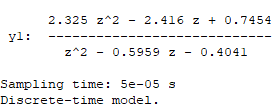 2.325 z^2 - 2.416 z + 0.7454
y1: ----------------------------
z^2 - 0.5959 z - 0.4041
Sampling time: 5e-05 s
Discrete-time model.